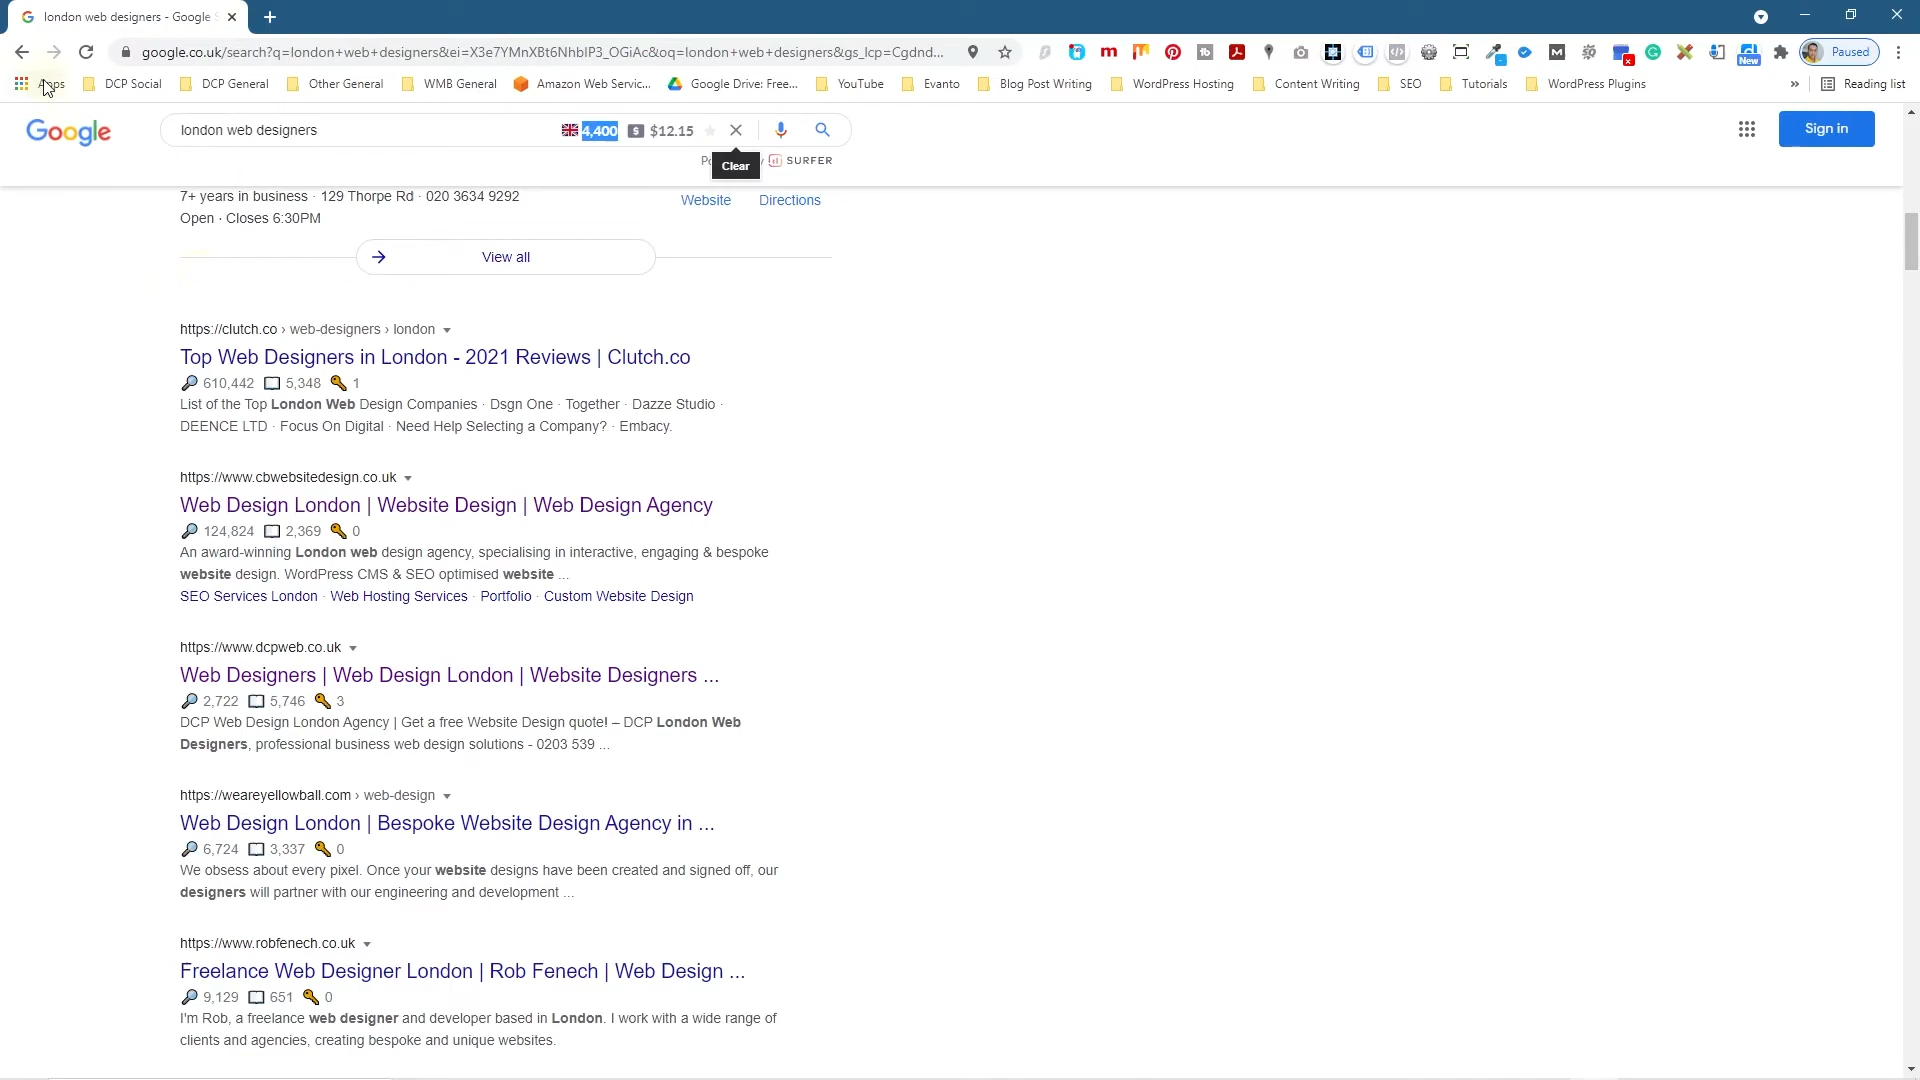 london web designers - Google S
google.co.uk/search?q=london+web+designers&ei=X3e7YMnXBt6NhbIP3_OGiAc&oq=london+web+designers&gs_lcp=Cgdnd...
Paused
New
Apps DCP Social DCP General Other General WMB General Amazon Web Servic... Google Drive: Free... YouTube Evanto Blog Post Writing WordPress Hosting Content Writing SEO Tutorials WordPress Plugins » Reading list
Google london web designers 4,400 $12.15 Sign in
SURFER
Clear
7+ years in business · 129 Thorpe Rd · 020 3634 9292
Open · Closes 6:30PM
Website Directions
View all
https://clutch.co › web-designers › london
Top Web Designers in London - 2021 Reviews | Clutch.co
610,442 5,348 1
List of the Top London Web Design Companies · Dsgn One · Together · Dazze Studio ·
DEENCE LTD · Focus On Digital · Need Help Selecting a Company? · Embacy.
https://www.cbwebsitedesign.co.uk
Web Design London | Website Design | Web Design Agency
124,824 2,369 0
An award-winning London web design agency, specialising in interactive, engaging & bespoke
website design. WordPress CMS & SEO optimised website ...
SEO Services London · Web Hosting Services · Portfolio · Custom Website Design
https://www.dcpweb.co.uk
Web Designers | Web Design London | Website Designers ...
2,722 5,746 3
DCP Web Design London Agency | Get a free Website Design quote! – DCP London Web
Designers, professional business web design solutions - 0203 539 ...
https://weareyellowball.com › web-design
Web Design London | Bespoke Website Design Agency in ...
6,724 3,337 0
We obsess about every pixel. Once your website designs have been created and signed off, our
designers will partner with our engineering and development ...
https://www.robfenech.co.uk
Freelance Web Designer London | Rob Fenech | Web Design ...
9,129 651 0
I'm Rob, a freelance web designer and developer based in London. I work with a wide range of
clients and agencies, creating bespoke and unique websites.